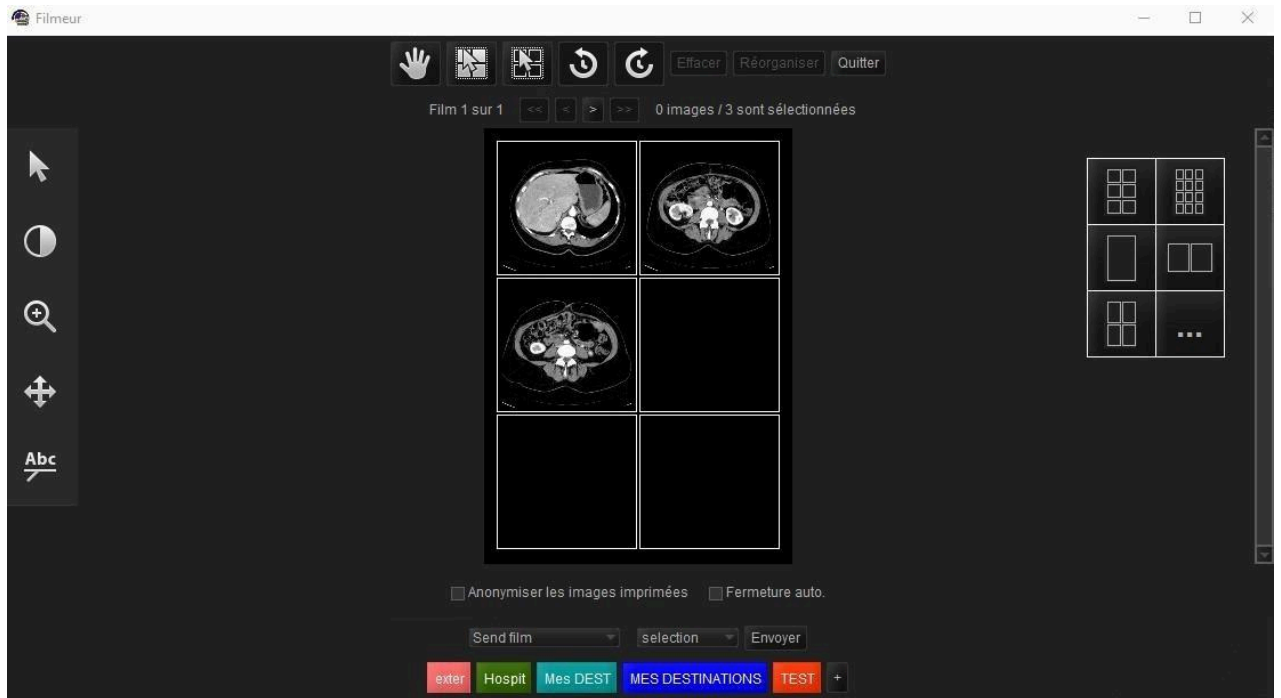 Filmeur
Effacer Réorganiser Quitter
Film 1 sur 1 << < > >> 0 images / 3 sont sélectionnées
Abc
...
Anonymiser les images imprimées Fermeture auto.
Send film selection Envoyer
exter Hospit Mes DEST MES DESTINATIONS TEST +